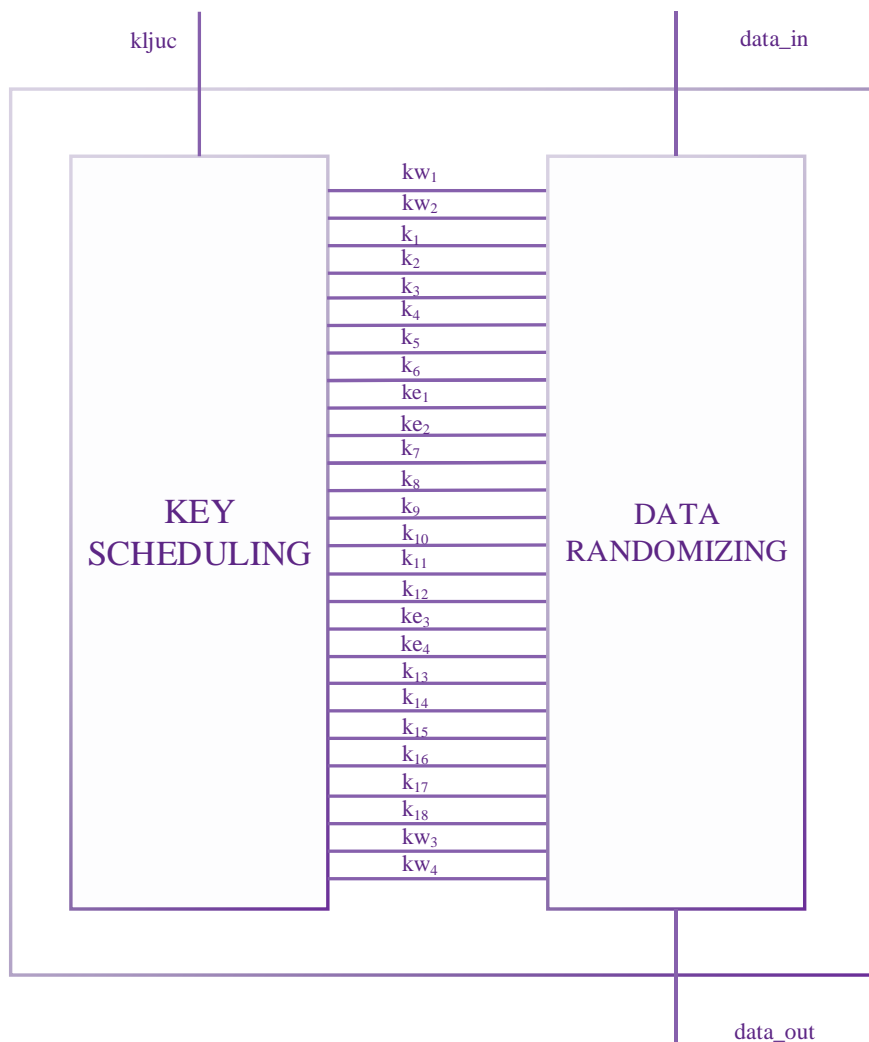 kljuc
data_in
kw₁
kw₂
k₁
k₂
k₃
k₄
k₅
k₆
ke₁
ke₂
k₇
k₈
k₉
k₁₀
k₁₁
k₁₂
ke₃
ke₄
k₁₃
k₁₄
k₁₅
k₁₆
k₁₇
k₁₈
kw₃
kw₄
KEY
SCHEDULING
DATA
RANDOMIZING
data_out